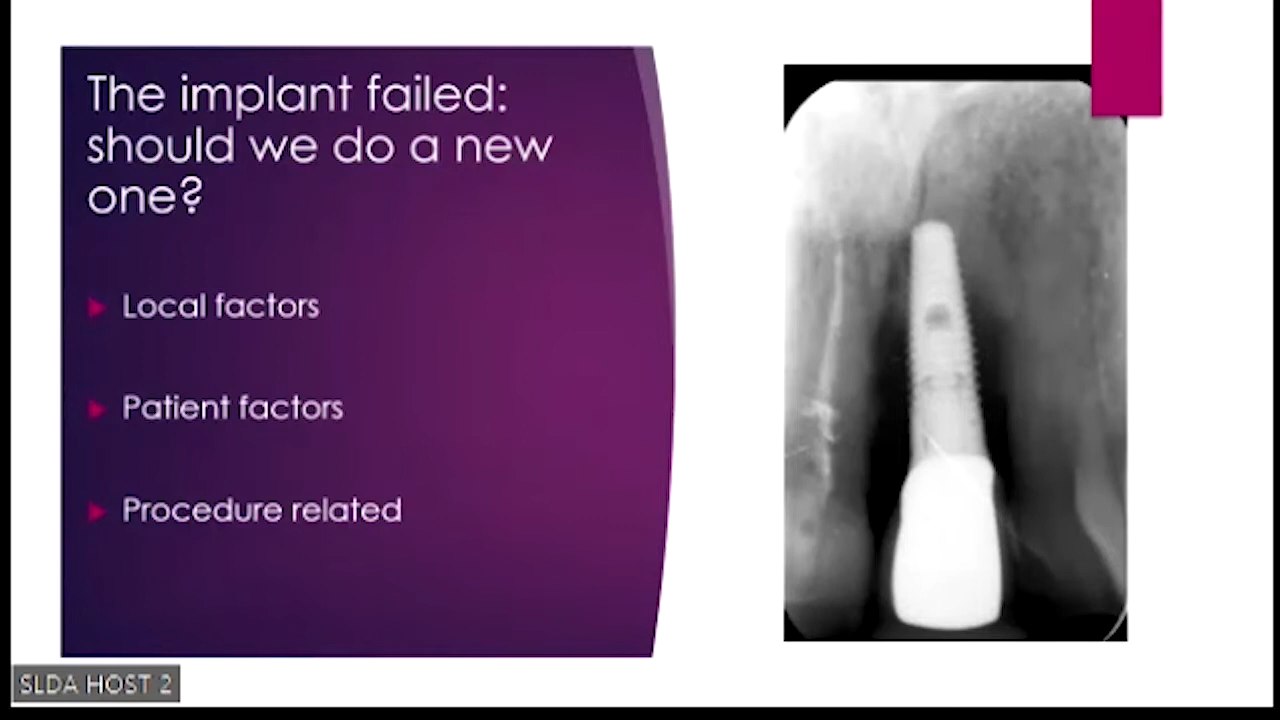 The implant failed:
should we do a new
one?
Local factors
Patient factors
Procedure related
SLDA HOST 2